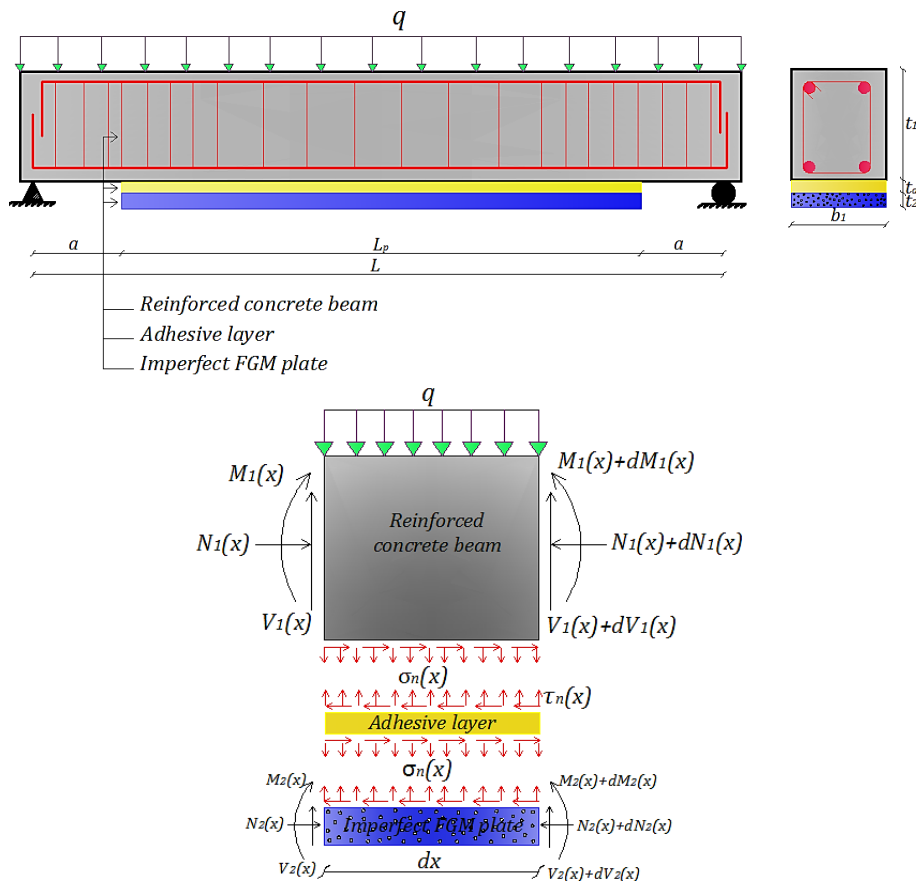 q
t₁
tₐ
t₂
b₁
a
Lₚ
a
L
Reinforced concrete beam
Adhesive layer
Imperfect FGM plate
q
M₁(x)
M₁(x)+dM₁(x)
Reinforced
concrete beam
N₁(x)
N₁(x)+dN₁(x)
V₁(x)
V₁(x)+dV₁(x)
σₙ(x)
τₙ(x)
Adhesive layer
σₙ(x)
M₂(x)
M₂(x)+dM₂(x)
N₂(x)
Imperfect FGM plate
N₂(x)+dN₂(x)
dx
V₂(x)
V₂(x)+dV₂(x)